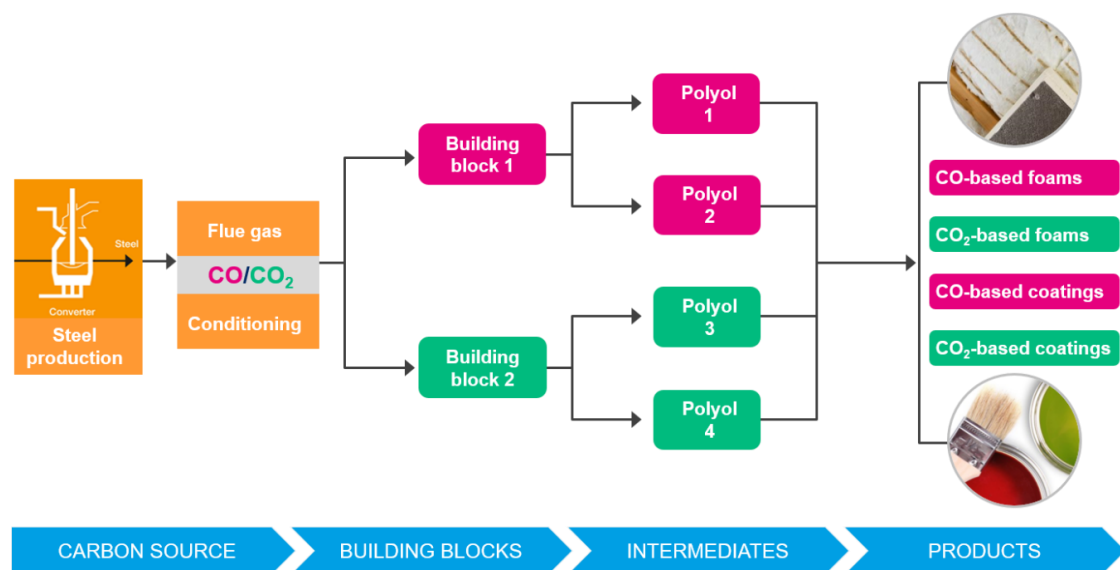 Steel
Converter
Steel
production
Flue gas
CO/CO₂
Conditioning
Building
block 1
Building
block 2
Polyol
1
Polyol
2
Polyol
3
Polyol
4
CO-based foams
CO₂-based foams
CO-based coatings
CO₂-based coatings
CARBON SOURCE
BUILDING BLOCKS
INTERMEDIATES
PRODUCTS